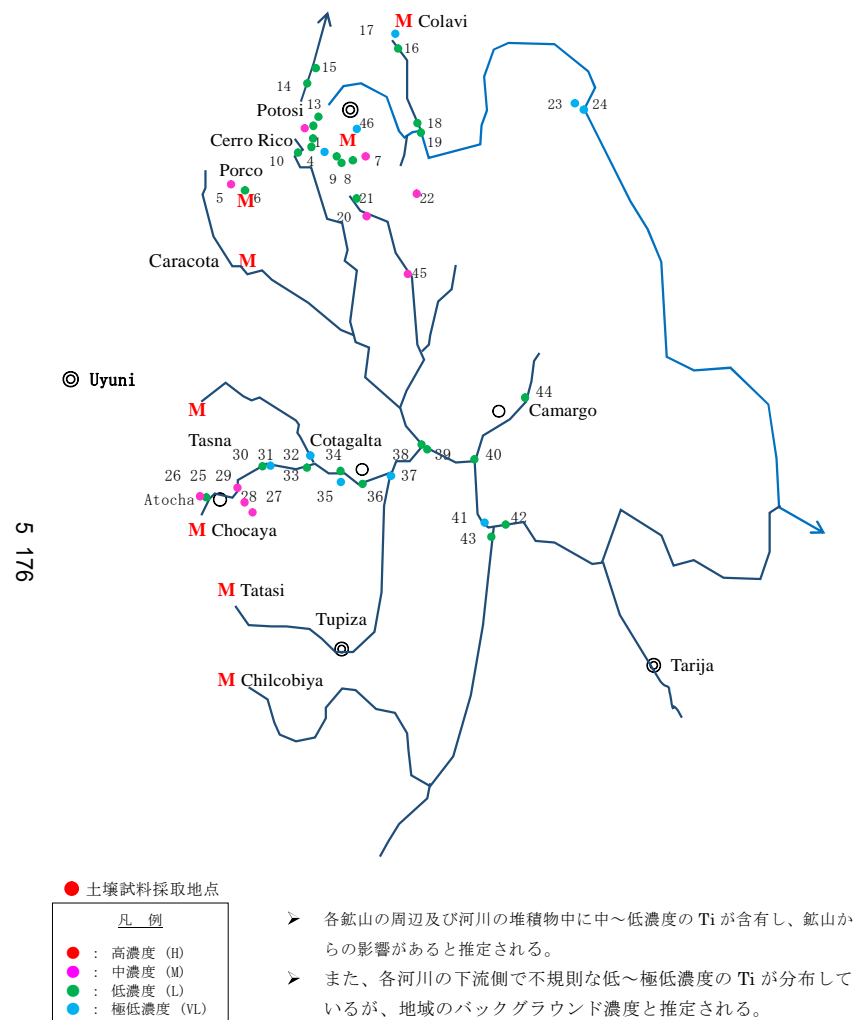 17 M Colavi
16
15
14
Potosi 13
46
18
23 24
Cerro Rico 1 M
19
10 4 7
Porco 9 8
5 6 21 22
M
20
Caracota M
45
Uyuni
M
44
Camargo
Tasna Cotagalta
30 31 32 34 38 39 40
26 25 29 33 37
Atocha 28 27 35 36
M Chocaya
41 42
43
5 176
M Tatasi
Tupiza
Tarija
M Chilcobiya
土壌試料採取地点
凡 例
： 高濃度 (H)
： 中濃度 (M)
： 低濃度 (L)
： 極低濃度 (VL)
➢ 各鉱山の周辺及び河川の堆積物中に中～低濃度の Ti が含有し、鉱山か
らの影響があると推定される。
➢ また、各河川の下流側で不規則な低～極低濃度の Ti が分布して
いるが、地域のバックグラウンド濃度と推定される。